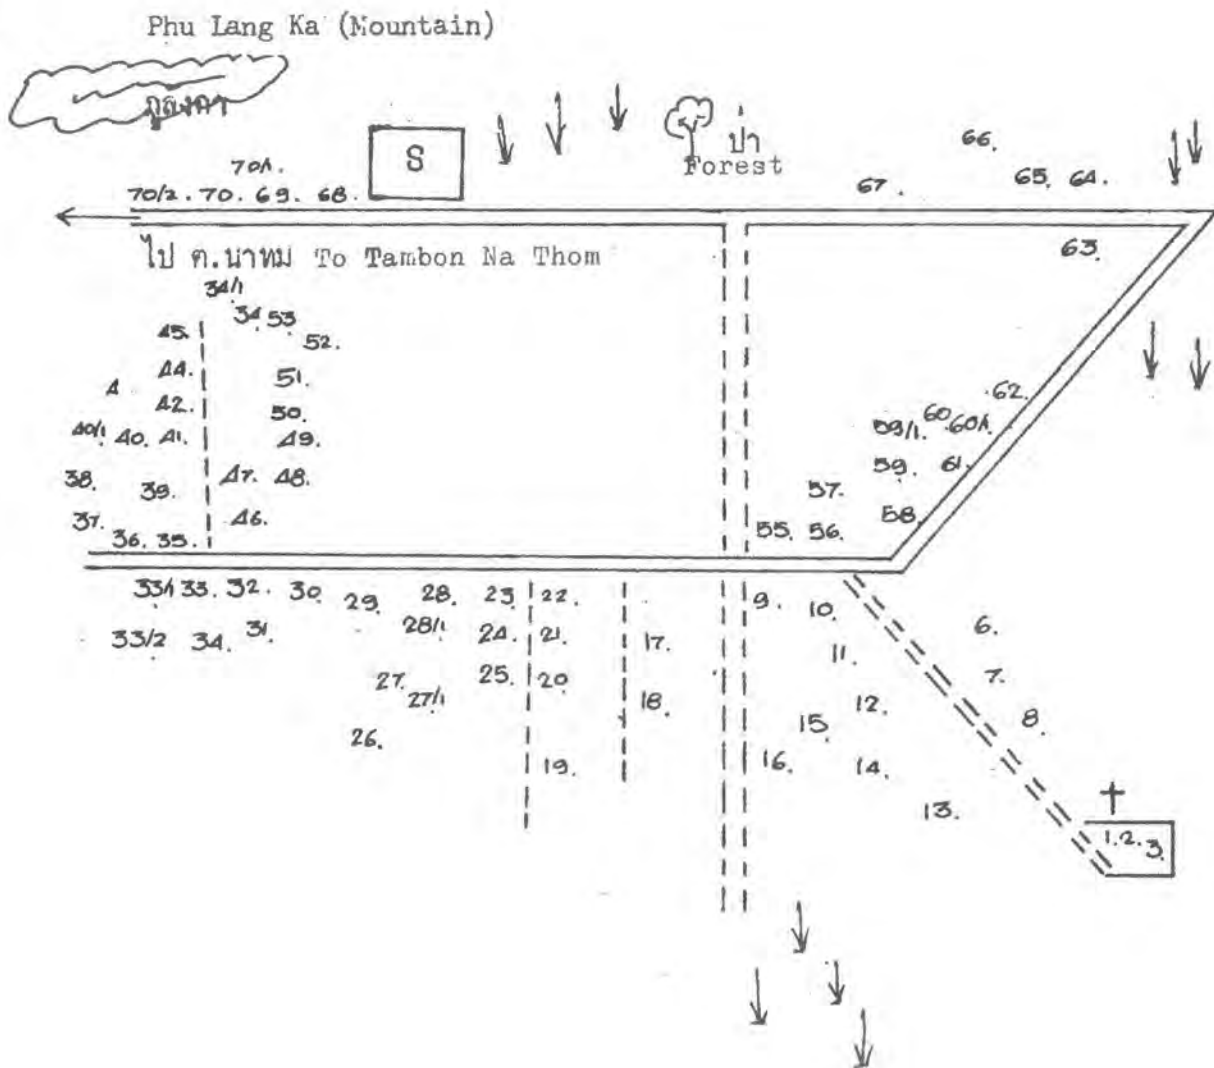 Phu Lang Ka (Mountain)
ภูลังกา
S
ป่า
Forest
66.
70/1.
65. 64.
70/2. 70. 69. 68.
67.
ไป ต.นาทม To Tambon Na Thom
63.
34/1
34. 53.
45.
52.
44.
51.
4
62.
42.
50.
60. 60/1.
59/1.
40/1 40. 41.
49.
38.
47. 48.
59. 61.
39.
57.
37.
46.
58.
36. 35.
55. 56.
33/1 33. 32. 30. 29. 28. 23. 22. 9. 10.
33/2 34. 31. 28/1 24. 21. 17. 11. 6.
27. 25. 20. 7.
27/1 18. 12. 8.
26. 15.
19. 16. 14.
13.
1. 2. 3.